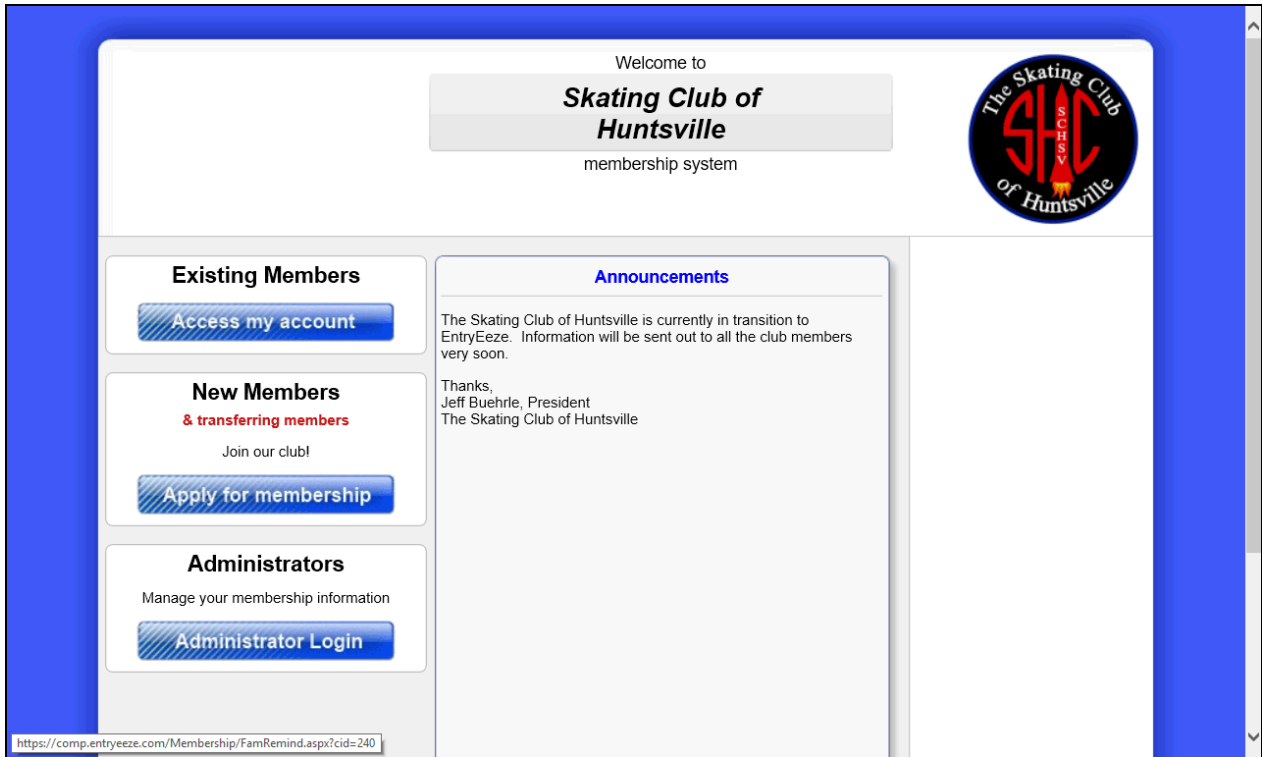 Welcome to
Skating Club of
Huntsville
membership system
The Skating Club
SHC
SCHSV
of Huntsville
Existing Members
Access my account
New Members
& transferring members
Join our club!
Apply for membership
Administrators
Manage your membership information
Administrator Login
Announcements
The Skating Club of Huntsville is currently in transition to
EntryEeze.  Information will be sent out to all the club members
very soon.
Thanks,
Jeff Buehrle, President
The Skating Club of Huntsville
https://comp.entryeeze.com/Membership/FamRemind.aspx?cid=240